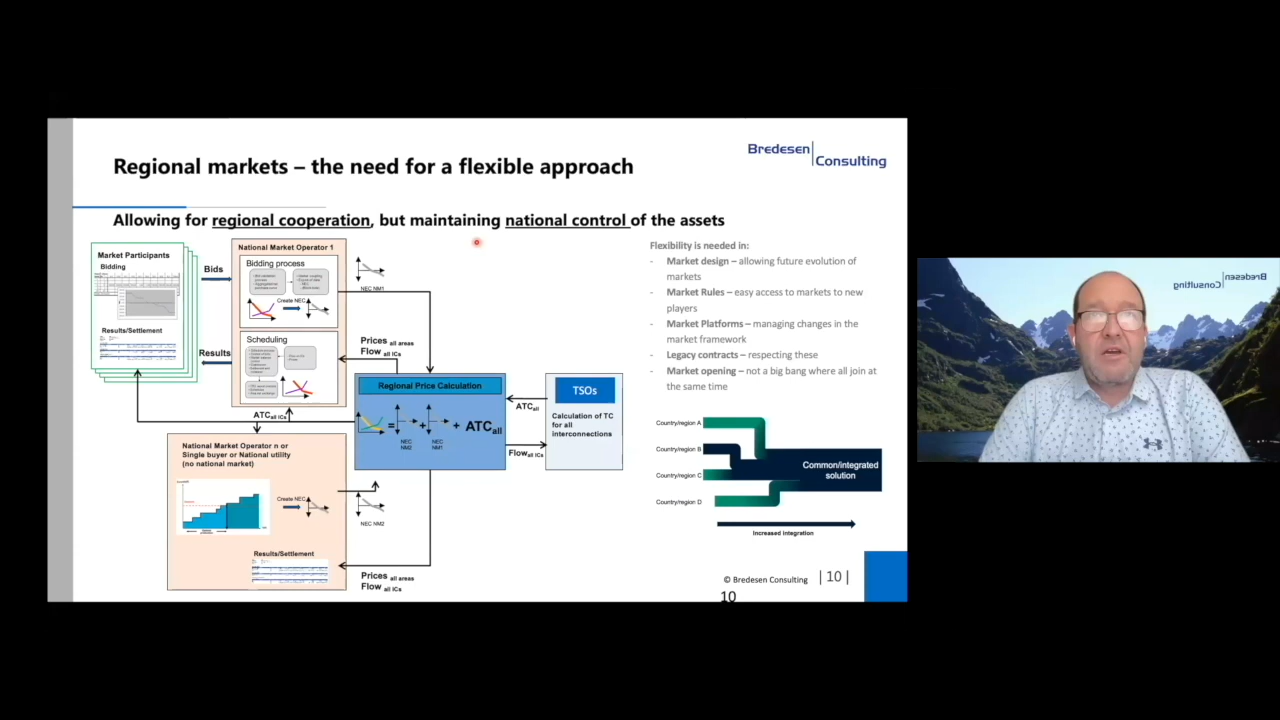 Regional markets – the need for a flexible approach
Bredesen
Consulting
Allowing for regional cooperation, but maintaining national control of the assets
Market Participants
Bidding
Results/Settlement
Bids
Results
National Market Operator 1
Bidding process
Create NEC
Scheduling
NEC NM1
Prices all areas
Flow all ICs
ATCall ICs
Regional Price Calculation
=
+
+ ATCall
NEC
NM2
NEC
NM1
ATCall
Flowall ICs
TSOs
Calculation of TC
for all
interconnections
National Market Operator n or
Single buyer or National utility
(no national market)
Create NEC
Results/Settlement
NEC NM2
Prices all areas
Flow all ICs
Flexibility is needed in:
- Market design – allowing future evolution of
markets
- Market Rules – easy access to markets to new
players
- Market Platforms – managing changes in the
market framework
- Legacy contracts – respecting these
- Market opening – not a big bang where all join at
the same time
Country/region A
Country/region B
Country/region C
Country/region D
Common/integrated
solution
Increased integration
© Bredesen Consulting
| 10 |
10
Bredesen
Consulting